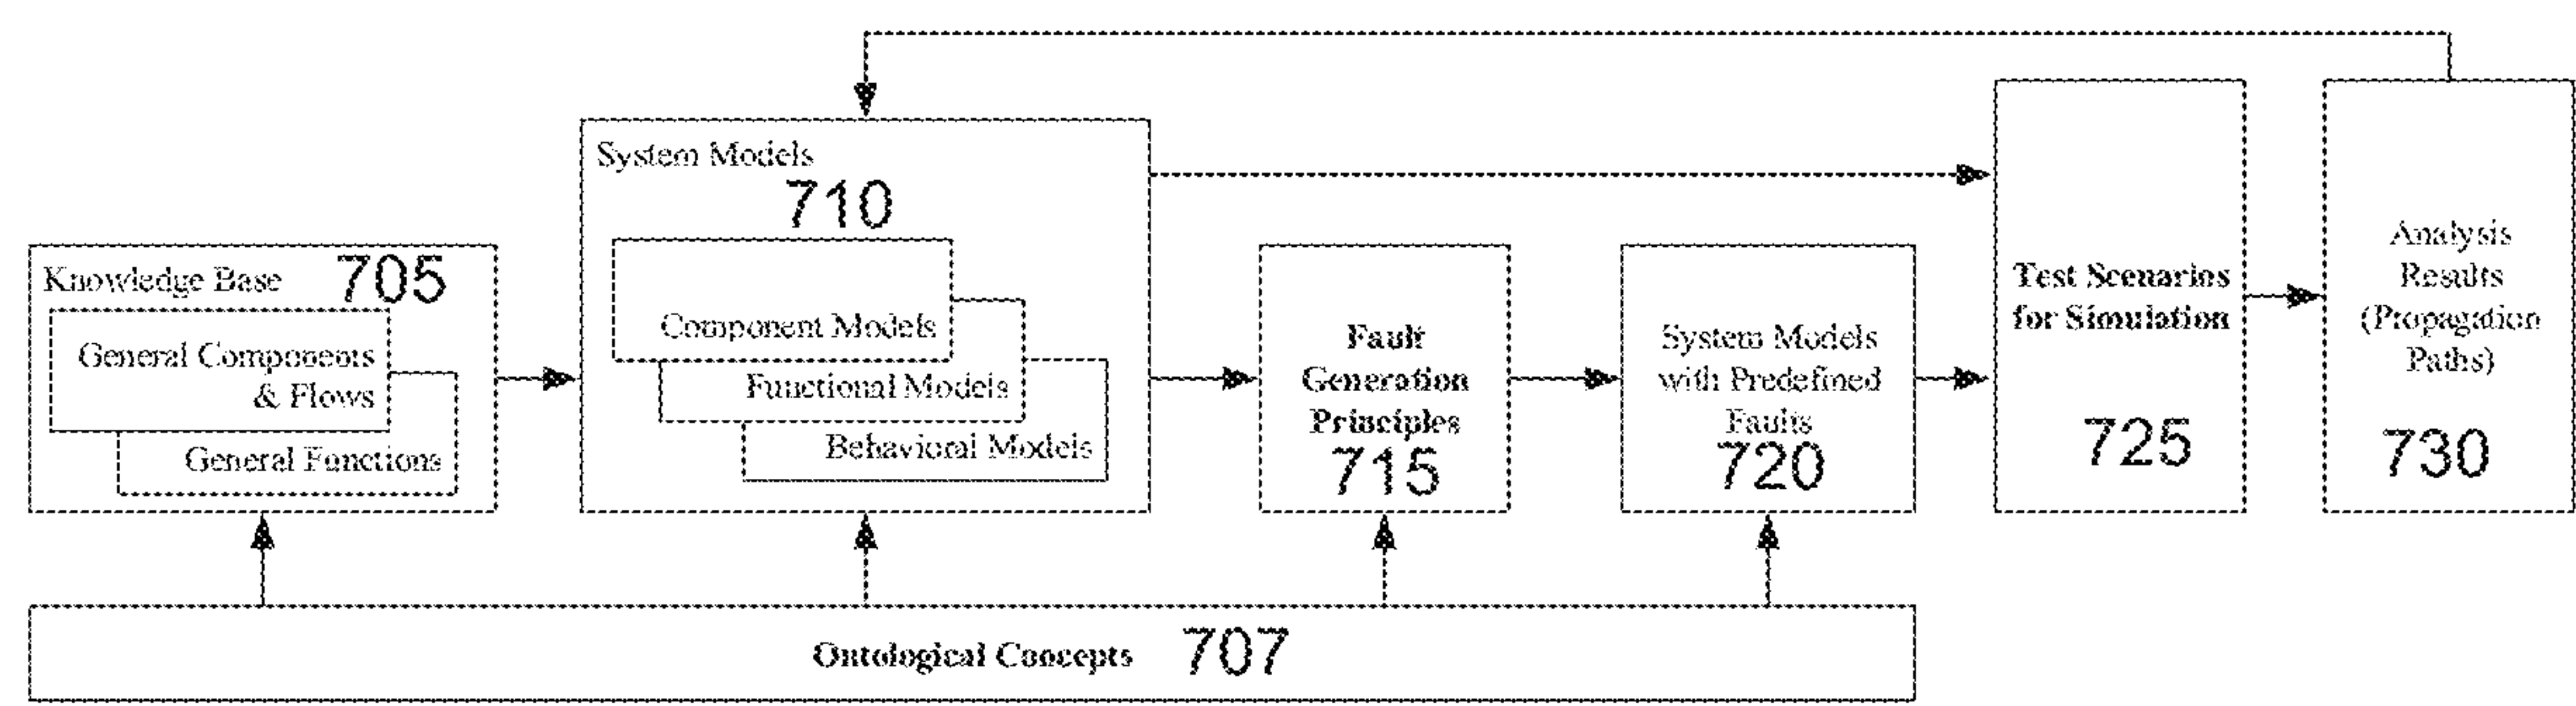 System Models
710
Component Models
Functional Models
Behavioral Models
Knowledge Base 705
General Components
& Flows
General Functions
Fault
Generation
Principles
715
System Models
with Predefined
Faults
720
Test Scenarios
for Simulation
725
Analysis
Results
(Propagation
Paths)
730
Ontological Concepts 707